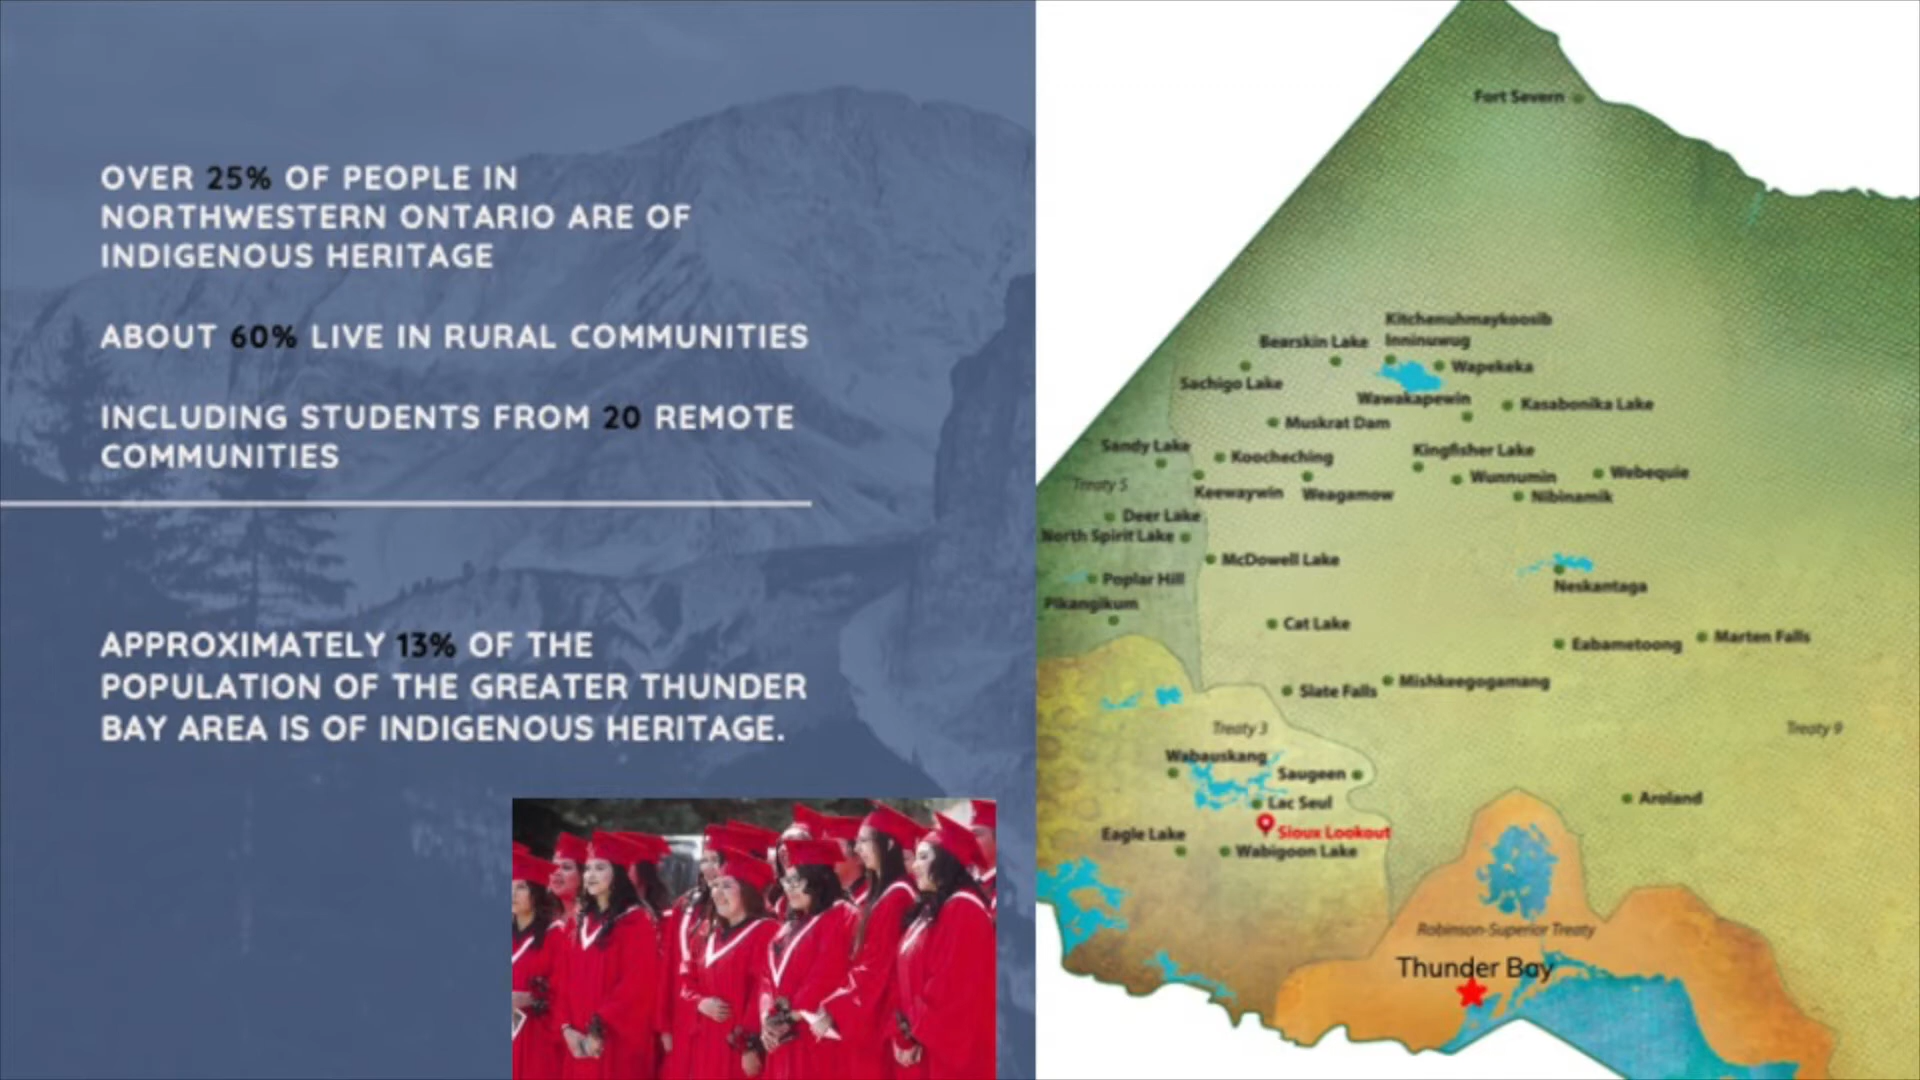 OVER 25% OF PEOPLE IN
NORTHWESTERN ONTARIO ARE OF
INDIGENOUS HERITAGE
ABOUT 60% LIVE IN RURAL COMMUNITIES
INCLUDING STUDENTS FROM 20 REMOTE
COMMUNITIES
APPROXIMATELY 13% OF THE
POPULATION OF THE GREATER THUNDER
BAY AREA IS OF INDIGENOUS HERITAGE.
Fort Severn
Kitchenuhmaykoosib
Inninuwug
Bearskin Lake
Wapekeka
Sachigo Lake
Wawakapewin
Kasabonika Lake
Muskrat Dam
Sandy Lake
Koocheching
Kingfisher Lake
Wunnumin
Webequie
Treaty 5
Keewaywin
Weagamow
Nibinamik
Deer Lake
North Spirit Lake
McDowell Lake
Poplar Hill
Neskantaga
Pikangikum
Cat Lake
Eabametoong
Marten Falls
Slate Falls
Mishkeegogamang
Treaty 3
Treaty 9
Wabauskang
Saugeen
Lac Seul
Aroland
Eagle Lake
Sioux Lookout
Wabigoon Lake
Robinson-Superior Treaty
Thunder Bay